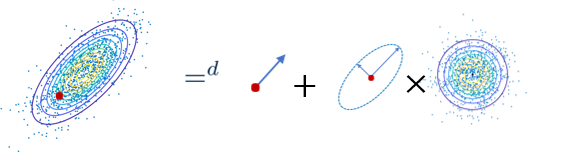 =ᵈ + ×